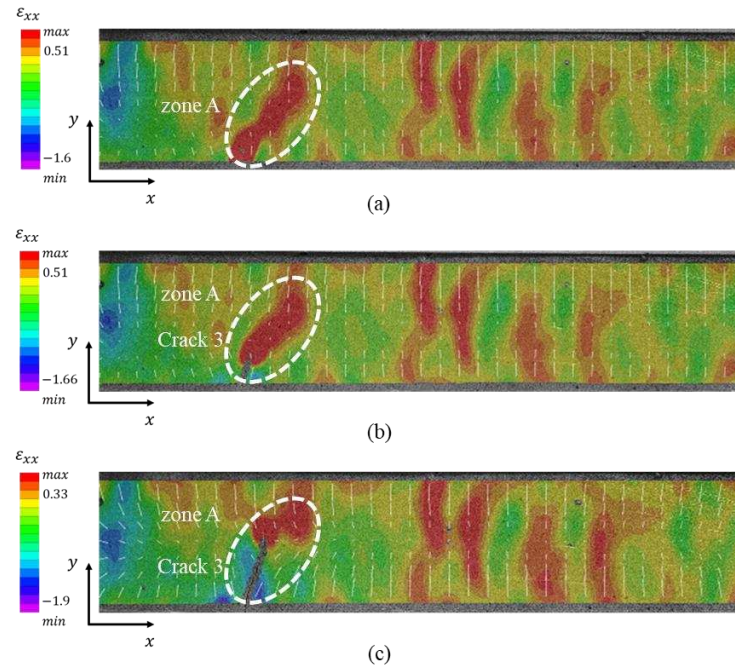 ε_xx
max
0.51
zone A
y
−1.6
min
x
(a)
ε_xx
max
0.51
zone A
Crack 3
y
−1.66
min
x
(b)
ε_xx
max
0.33
zone A
Crack 3
y
−1.9
min
x
(c)